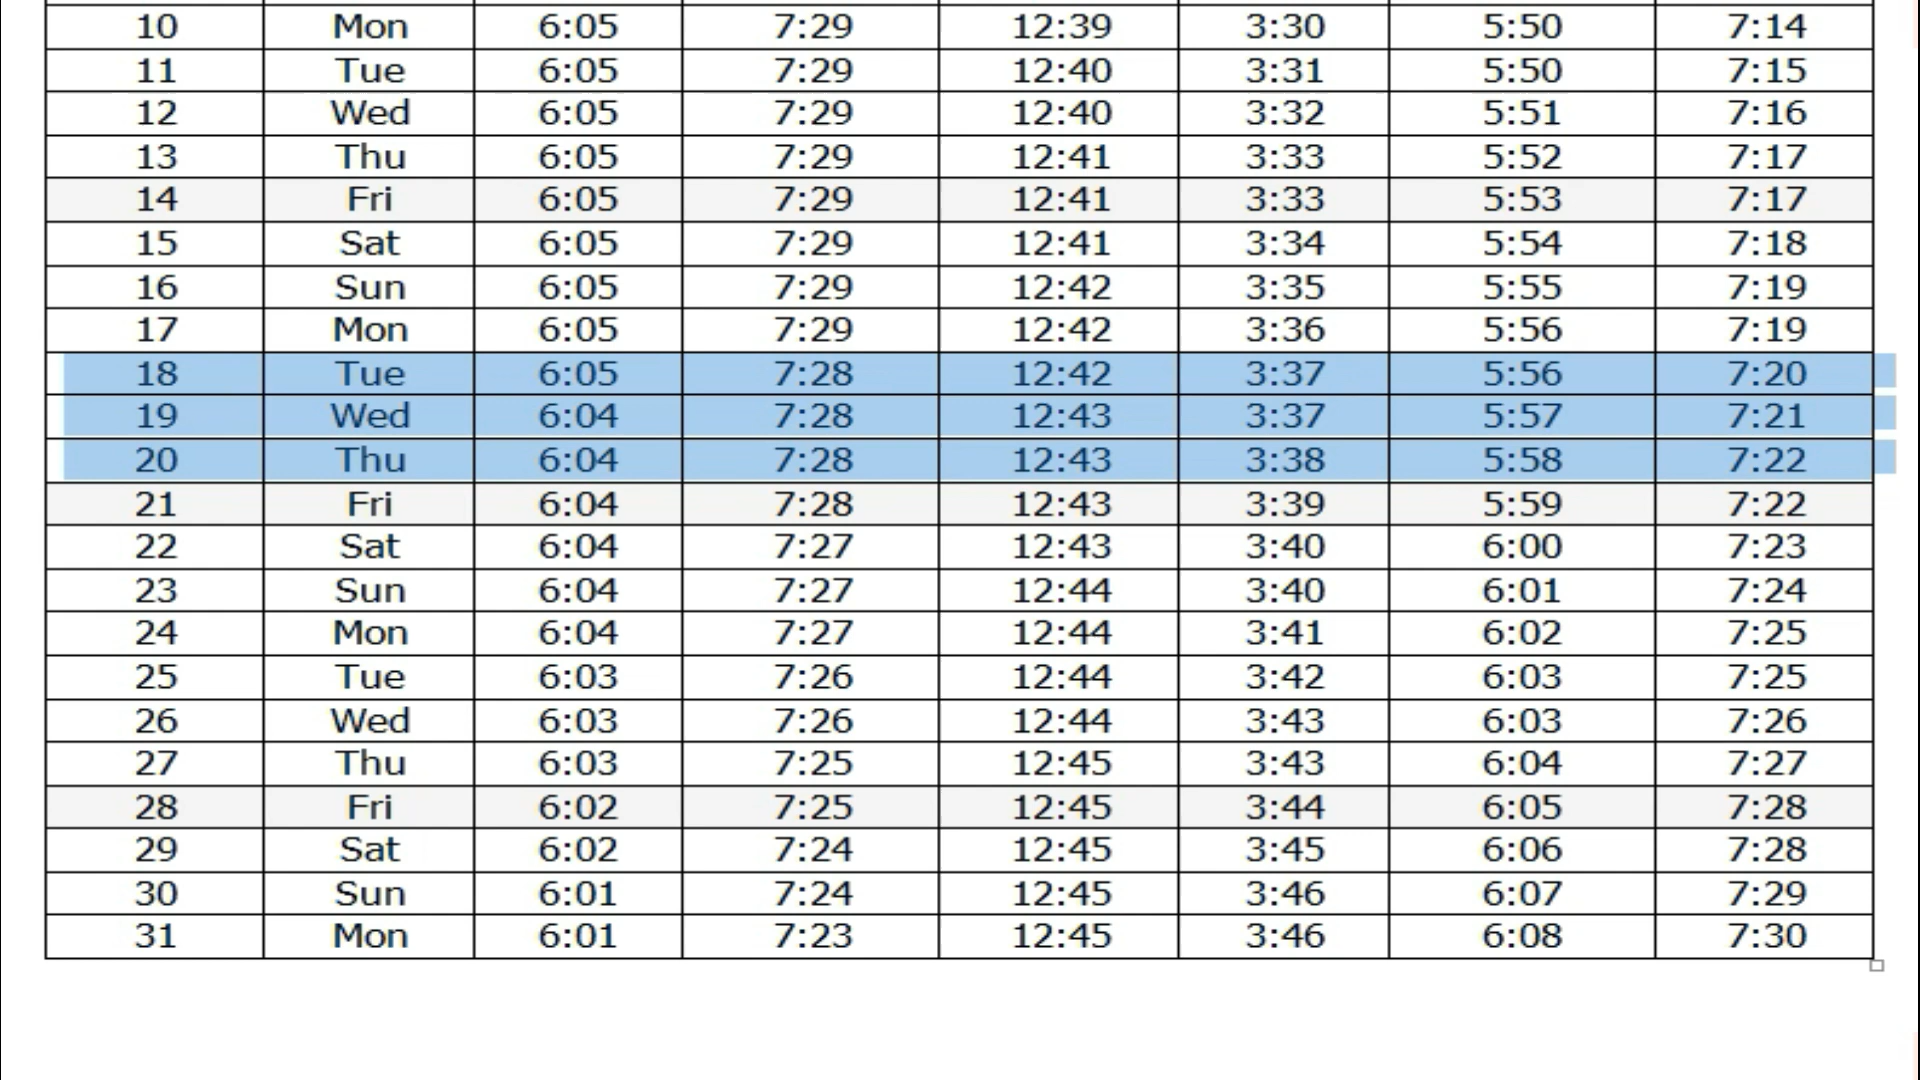 10 Mon 6:05 7:29 12:39 3:30 5:50 7:14
11 Tue 6:05 7:29 12:40 3:31 5:50 7:15
12 Wed 6:05 7:29 12:40 3:32 5:51 7:16
13 Thu 6:05 7:29 12:41 3:33 5:52 7:17
14 Fri 6:05 7:29 12:41 3:33 5:53 7:17
15 Sat 6:05 7:29 12:41 3:34 5:54 7:18
16 Sun 6:05 7:29 12:42 3:35 5:55 7:19
17 Mon 6:05 7:29 12:42 3:36 5:56 7:19
18 Tue 6:05 7:28 12:42 3:37 5:56 7:20
19 Wed 6:04 7:28 12:43 3:37 5:57 7:21
20 Thu 6:04 7:28 12:43 3:38 5:58 7:22
21 Fri 6:04 7:28 12:43 3:39 5:59 7:22
22 Sat 6:04 7:27 12:43 3:40 6:00 7:23
23 Sun 6:04 7:27 12:44 3:40 6:01 7:24
24 Mon 6:04 7:27 12:44 3:41 6:02 7:25
25 Tue 6:03 7:26 12:44 3:42 6:03 7:25
26 Wed 6:03 7:26 12:44 3:43 6:03 7:26
27 Thu 6:03 7:25 12:45 3:43 6:04 7:27
28 Fri 6:02 7:25 12:45 3:44 6:05 7:28
29 Sat 6:02 7:24 12:45 3:45 6:06 7:28
30 Sun 6:01 7:24 12:45 3:46 6:07 7:29
31 Mon 6:01 7:23 12:45 3:46 6:08 7:30